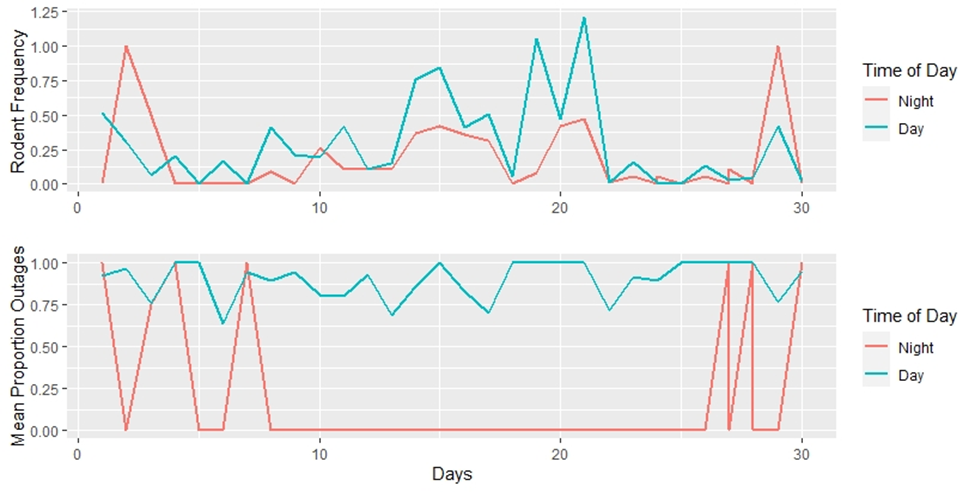 Rodent Frequency
1.25
1.00
0.75
0.50
0.25
0.00
0 10 20 30
Time of Day
Night
Day
Mean Proportion Outages
1.00
0.75
0.50
0.25
0.00
0 10 20 30
Days
Time of Day
Night
Day